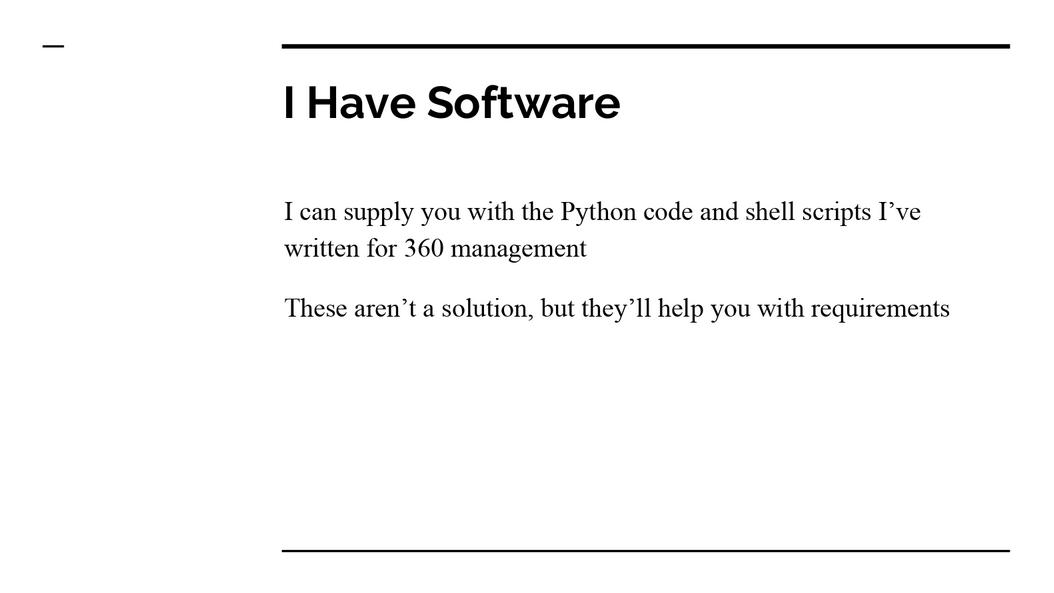 I Have Software
I can supply you with the Python code and shell scripts I’ve
written for 360 management
These aren’t a solution, but they’ll help you with requirements